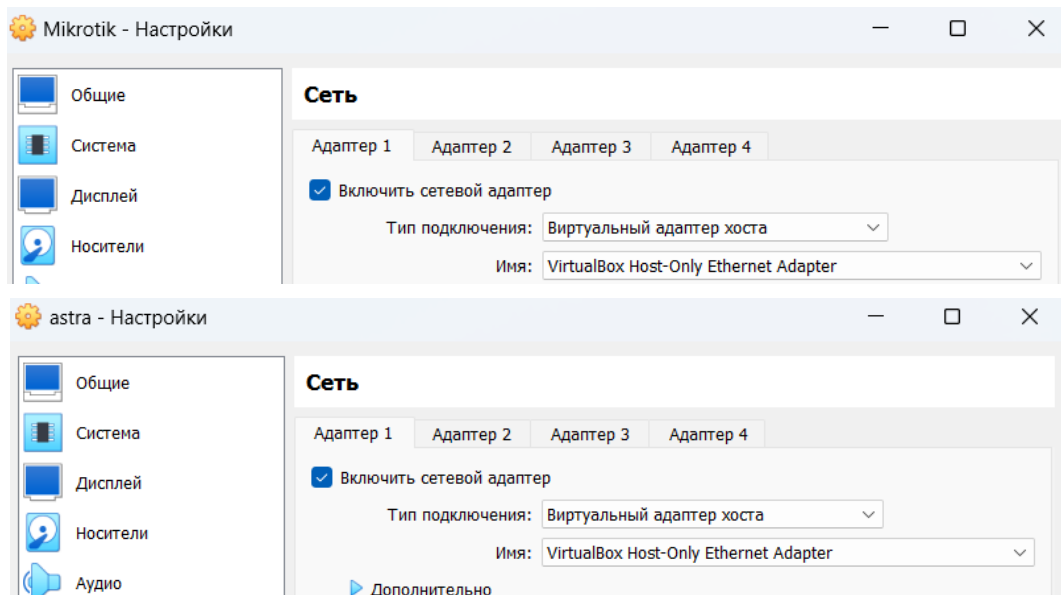 Mikrotik - Настройки
Общие
Система
Дисплей
Носители
Сеть
Адаптер 1 Адаптер 2 Адаптер 3 Адаптер 4
Включить сетевой адаптер
Тип подключения: Виртуальный адаптер хоста
Имя: VirtualBox Host-Only Ethernet Adapter
astra - Настройки
Общие
Система
Дисплей
Носители
Аудио
Сеть
Адаптер 1 Адаптер 2 Адаптер 3 Адаптер 4
Включить сетевой адаптер
Тип подключения: Виртуальный адаптер хоста
Имя: VirtualBox Host-Only Ethernet Adapter
Дополнительно